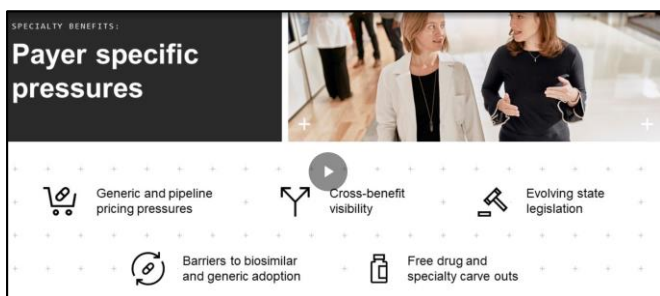 SPECIALTY BENEFITS:
Payer specific
pressures
Generic and pipeline
pricing pressures
Cross-benefit
visibility
Evolving state
legislation
Barriers to biosimilar
and generic adoption
Free drug and
specialty carve outs